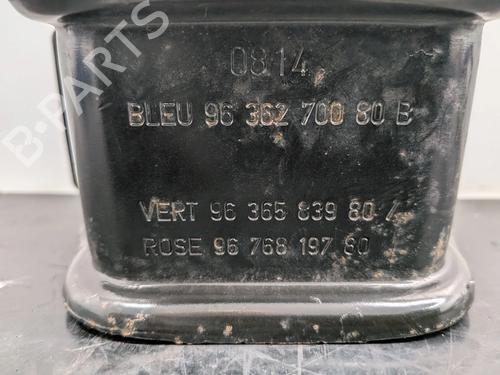 0814
BLEU 96 362 700 80 B
VERT 96 365 839 80 /
ROSE 96 768 197 80
B-PARTS